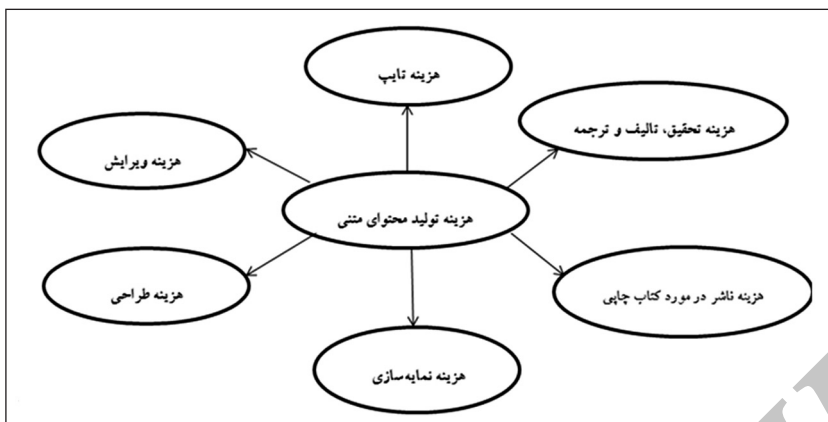 هزینه تایپ
هزینه تحقیق، تالیف و ترجمه
هزینه ویرایش
هزینه تولید محتوای متنی
هزینه طراحی
هزینه ناشر در مورد کتاب چاپی
هزینه نمایه‌سازی